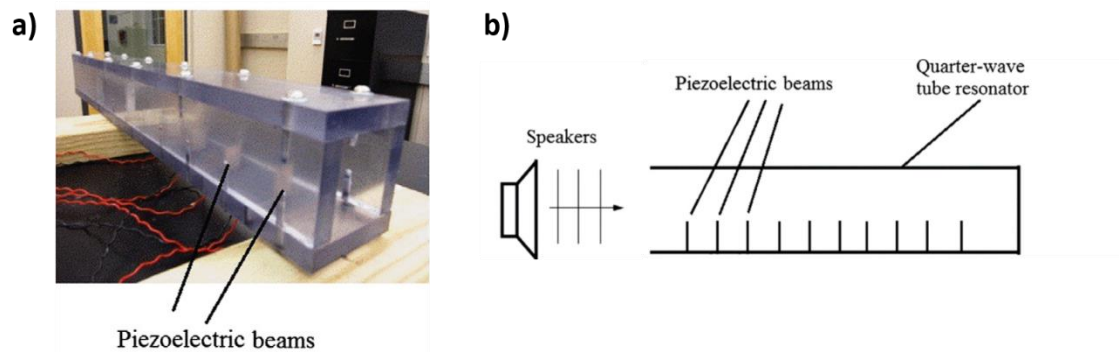 a)
Piezoelectric beams
b)
Quarter-wave
tube resonator
Piezoelectric beams
Speakers